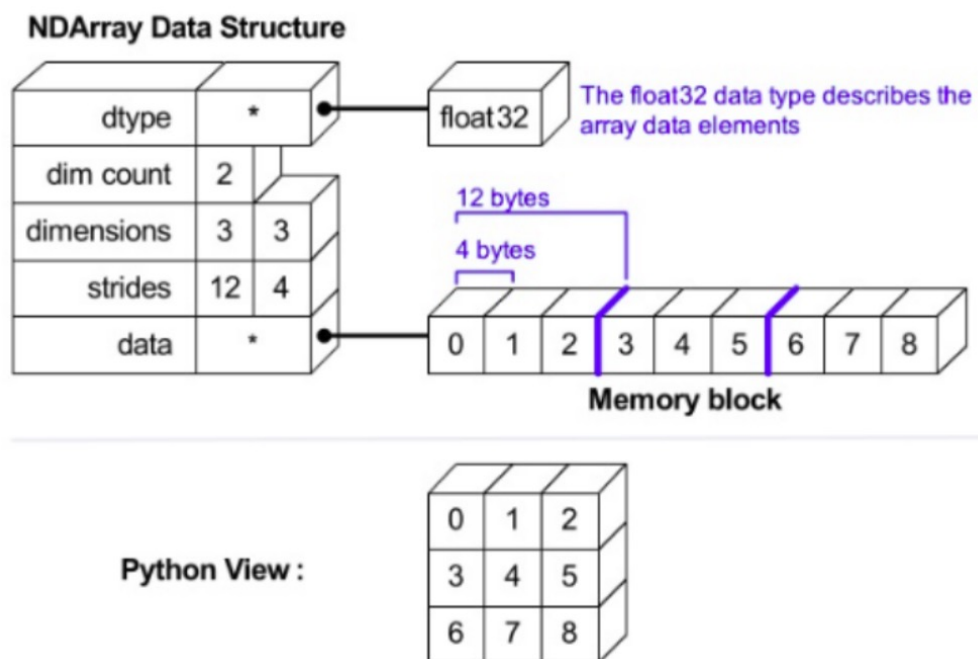 NDArray Data Structure
dtype * float32
The float32 data type describes the
array data elements
dim count 2
12 bytes
dimensions 3 3
4 bytes
strides 12 4
data * 0 1 2 3 4 5 6 7 8
Memory block
0 1 2
Python View :
3 4 5
6 7 8